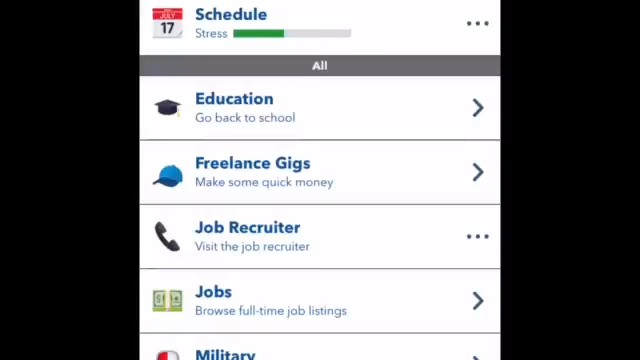 Schedule
JULY
17
Stress
All
Education
Go back to school
Freelance Gigs
Make some quick money
Job Recruiter
Visit the job recruiter
Jobs
Browse full-time job listings
Military